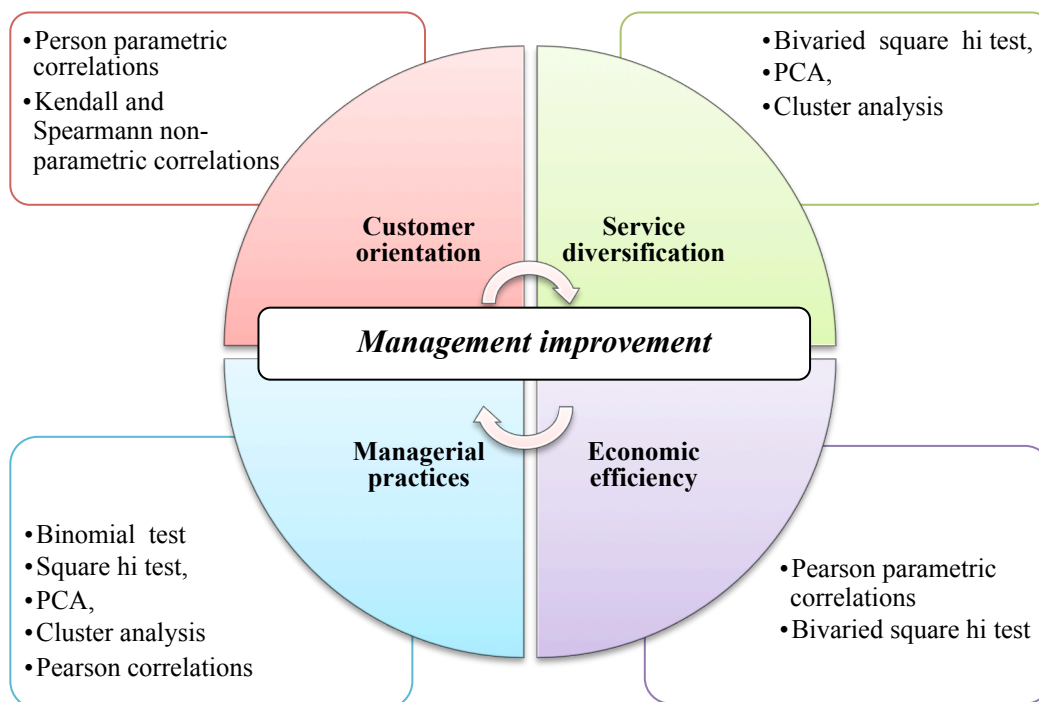 •Person parametric
correlations
•Kendall and
Spearmann non-
parametric correlations
•Bivaried square hi test,
•PCA,
•Cluster analysis
Customer
orientation
Service
diversification
Management improvement
Managerial
practices
Economic
efficiency
•Binomial test
•Square hi test,
•PCA,
•Cluster analysis
•Pearson correlations
•Pearson parametric
correlations
•Bivaried square hi test